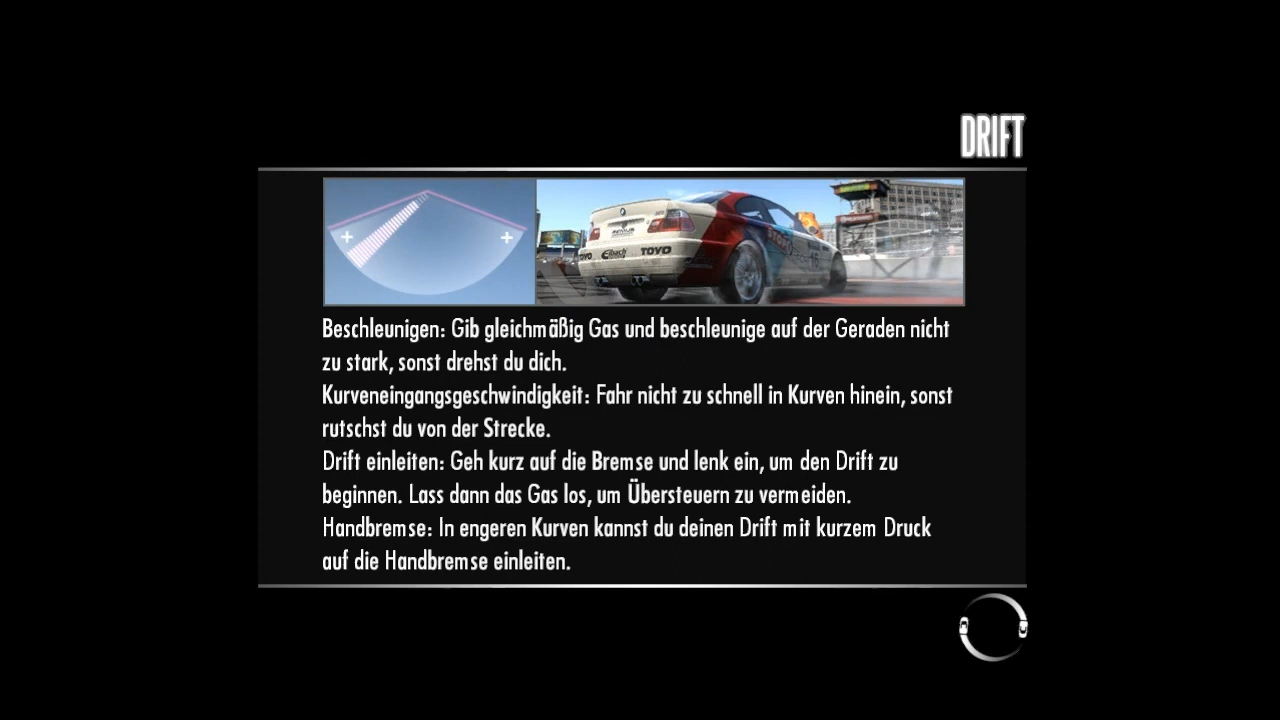 DRIFT
TOYO
Eibach
TOYO
Beschleunigen: Gib gleichmäßig Gas und beschleunige auf der Geraden nicht
zu stark, sonst drehst du dich.
Kurveneingangsgeschwindigkeit: Fahr nicht zu schnell in Kurven hinein, sonst
rutschst du von der Strecke.
Drift einleiten: Geh kurz auf die Bremse und lenk ein, um den Drift zu
beginnen. Lass dann das Gas los, um Übersteuern zu vermeiden.
Handbremse: In engeren Kurven kannst du deinen Drift mit kurzem Druck
auf die Handbremse einleiten.